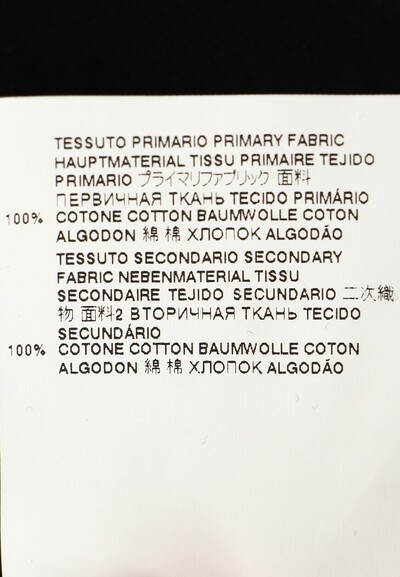 TESSUTO PRIMARIO PRIMARY FABRIC
HAUPTMATERIAL TISSU PRIMAIRE TEJIDO
PRIMARIO プライマリファブリック 面料
ПЕРВИЧНАЯ ТКАНЬ TECIDO PRIMÁRIO
100% COTONE COTTON BAUMWOLLE COTON
ALGODON 綿 棉 ХЛОПОК ALGODÃO
TESSUTO SECONDARIO SECONDARY
FABRIC NEBENMATERIAL TISSU
SECONDAIRE TEJIDO SECUNDARIO 二次織
物 面料2 ВТОРИЧНАЯ ТКАНЬ TECIDO
SECUNDÁRIO
100% COTONE COTTON BAUMWOLLE COTON
ALGODON 綿 棉 ХЛОПОК ALGODÃO